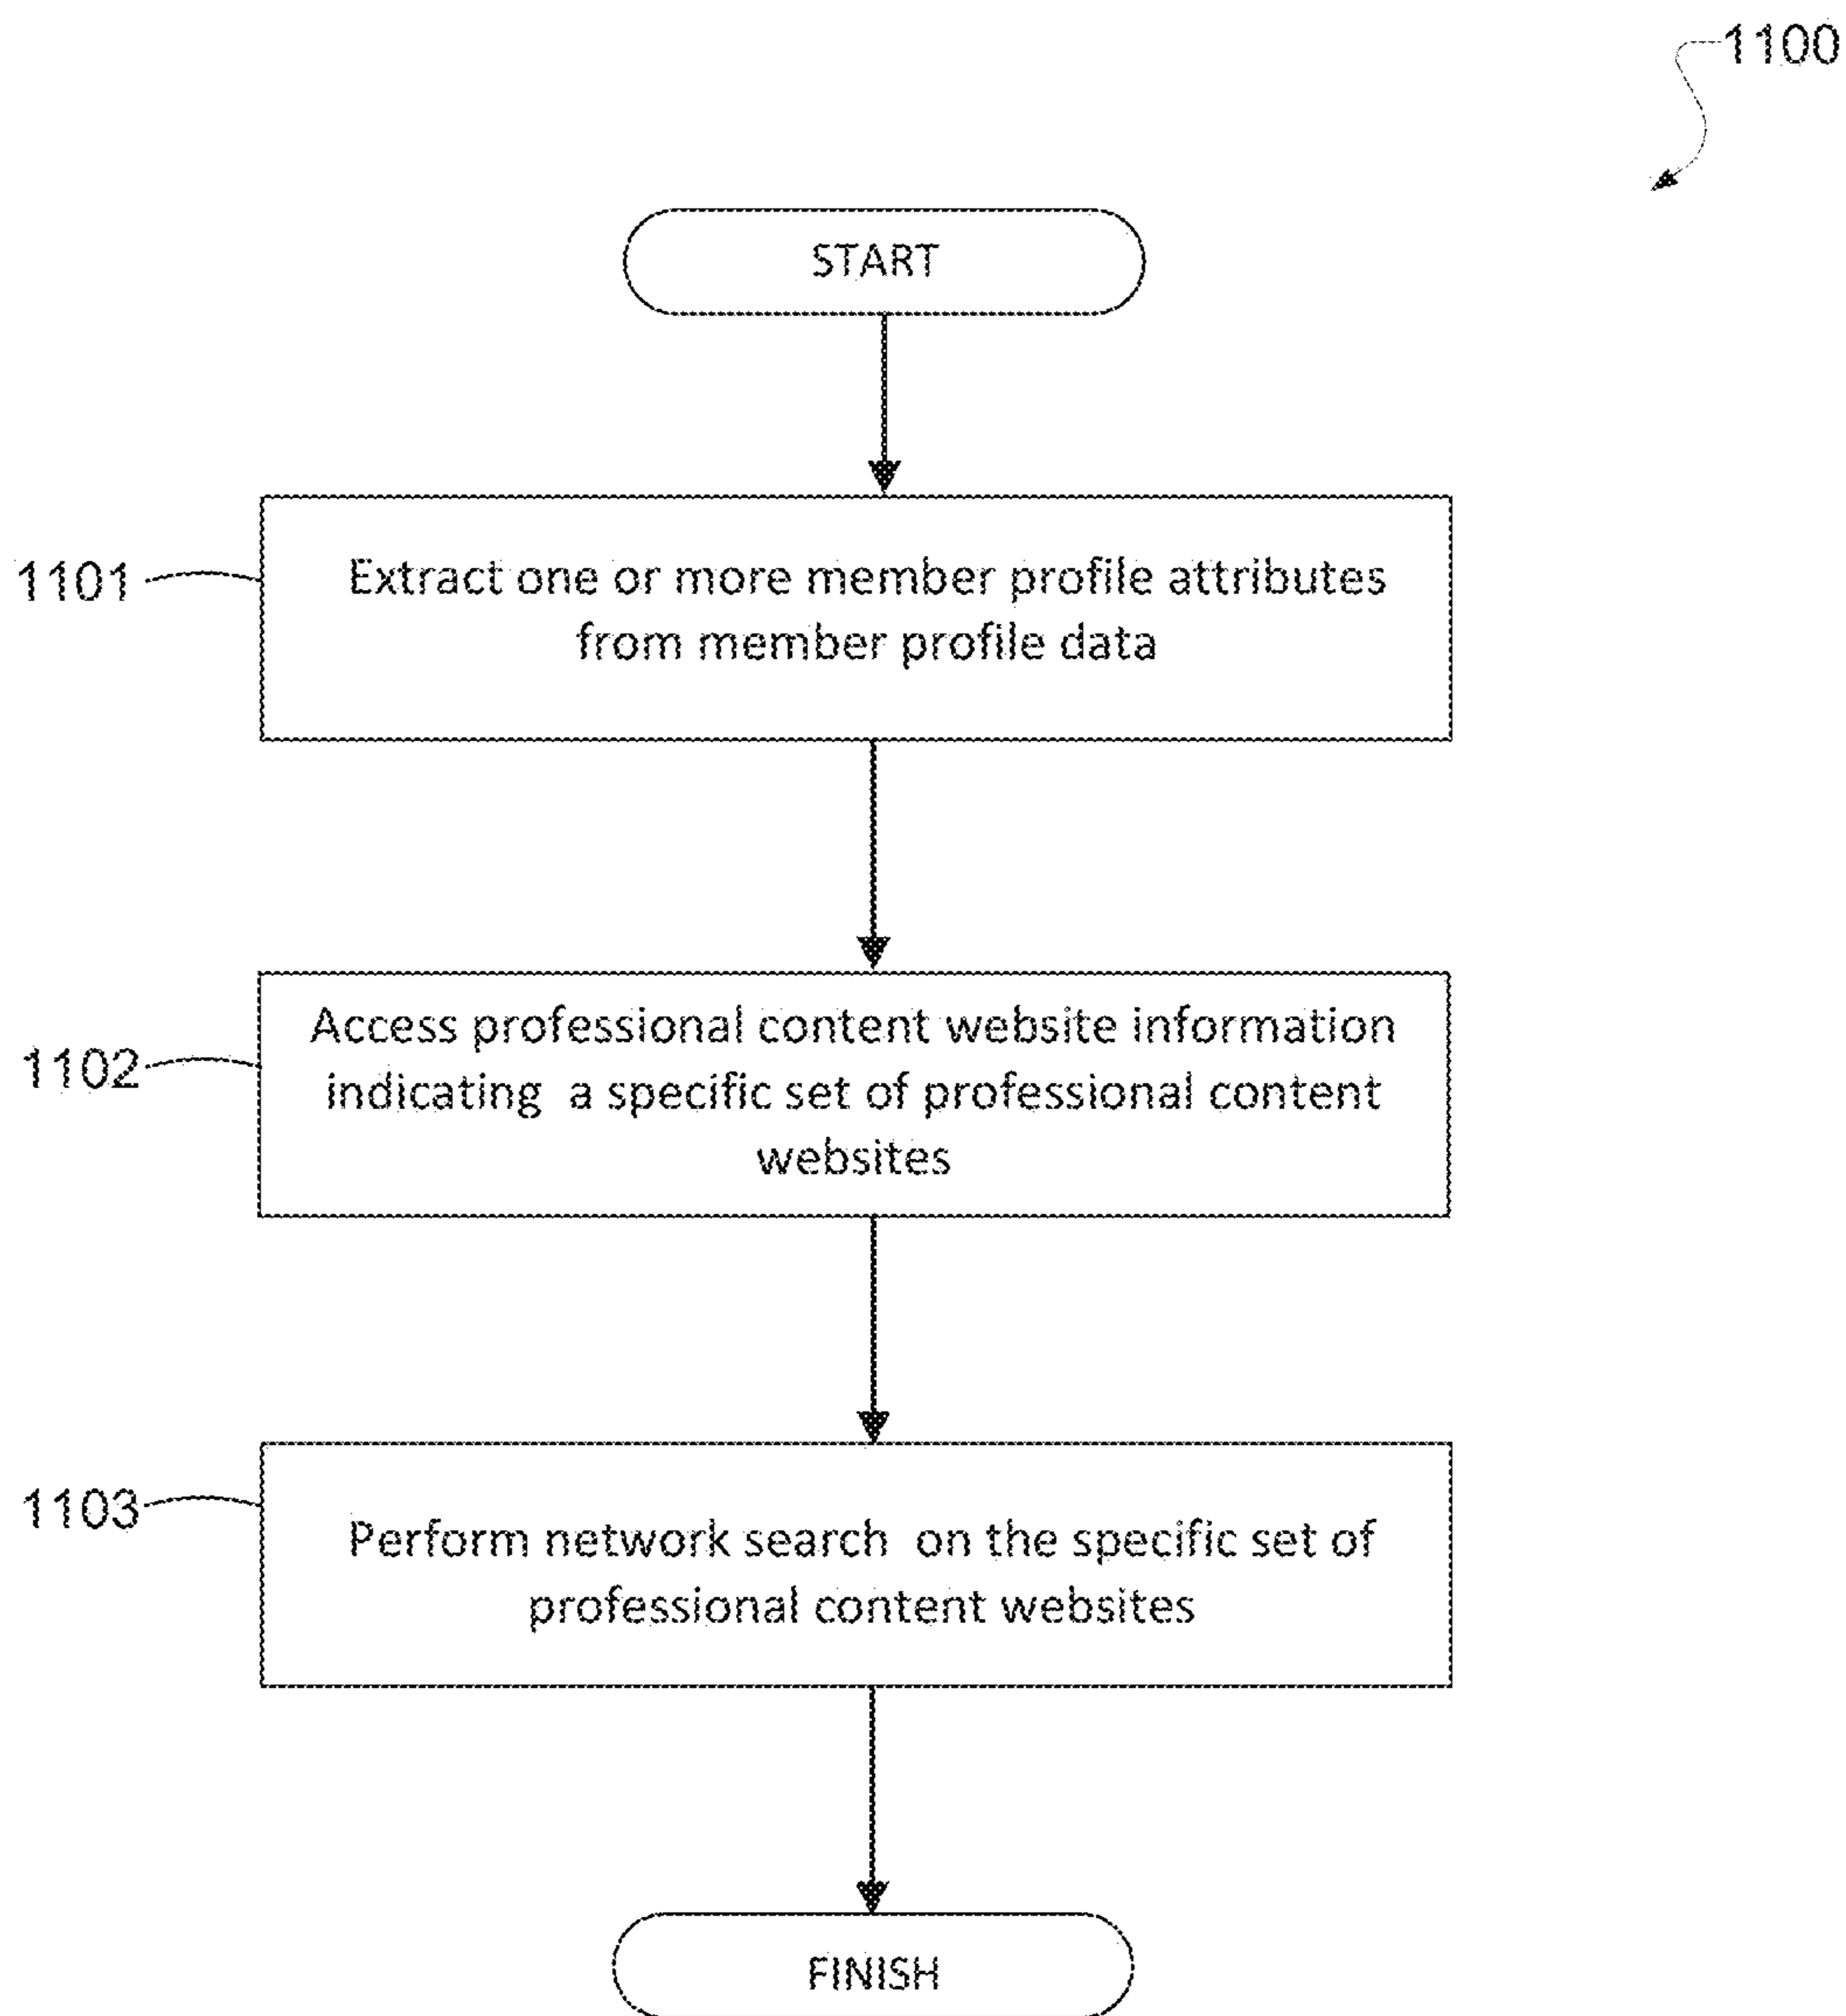 1100
START
1101
Extract one or more member profile attributes
from member profile data
1102
Access professional content website information
indicating a specific set of professional content
websites
1103
Perform network search on the specific set of
professional content websites
FINISH